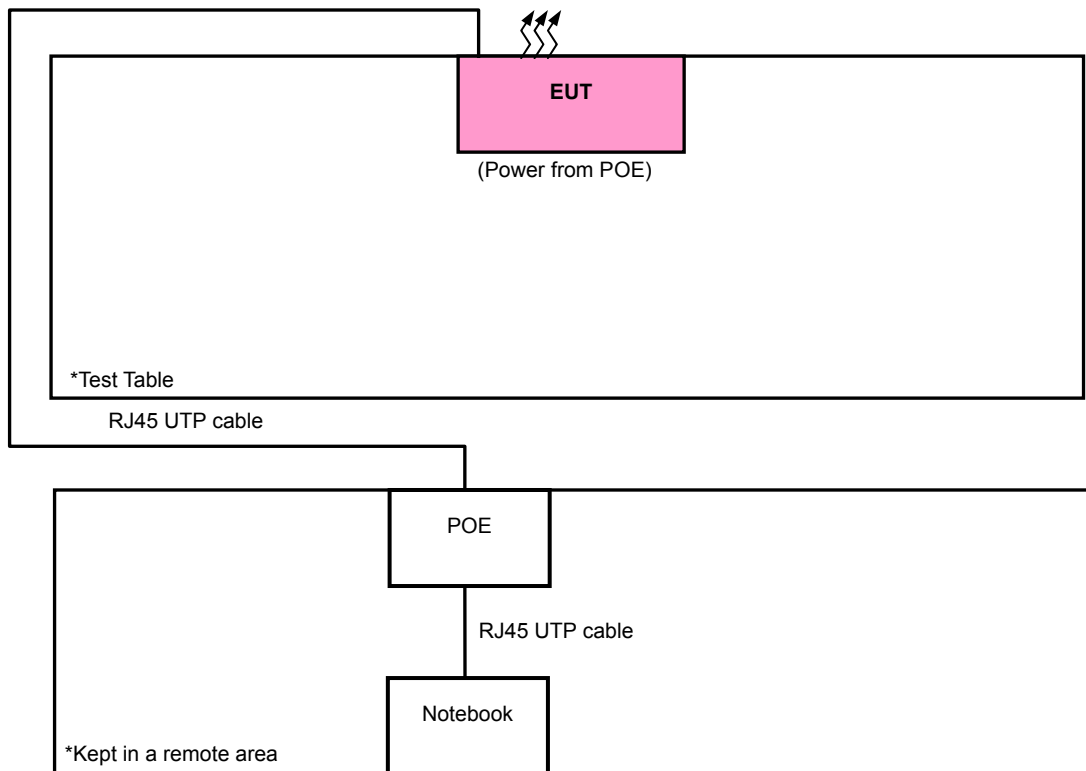 EUT
(Power from POE)
*Test Table
RJ45 UTP cable
POE
RJ45 UTP cable
Notebook
*Kept in a remote area